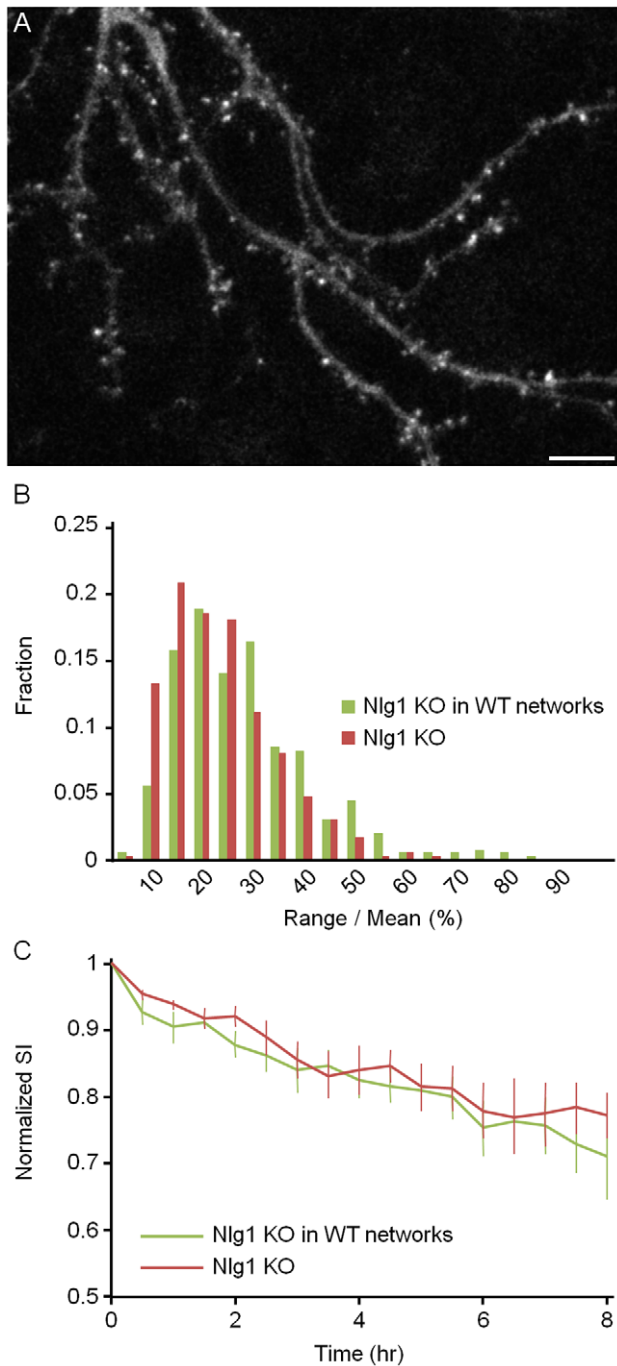 A
B
0.25
0.2
0.15
0.1
0.05
0
Fraction
Nlg1 KO in WT networks
Nlg1 KO
10 20 30 40 50 60 70 80 90
Range / Mean (%)
C
1
0.9
0.8
0.7
0.6
0.5
Normalized SI
Nlg1 KO in WT networks
Nlg1 KO
0 2 4 6 8
Time (hr)